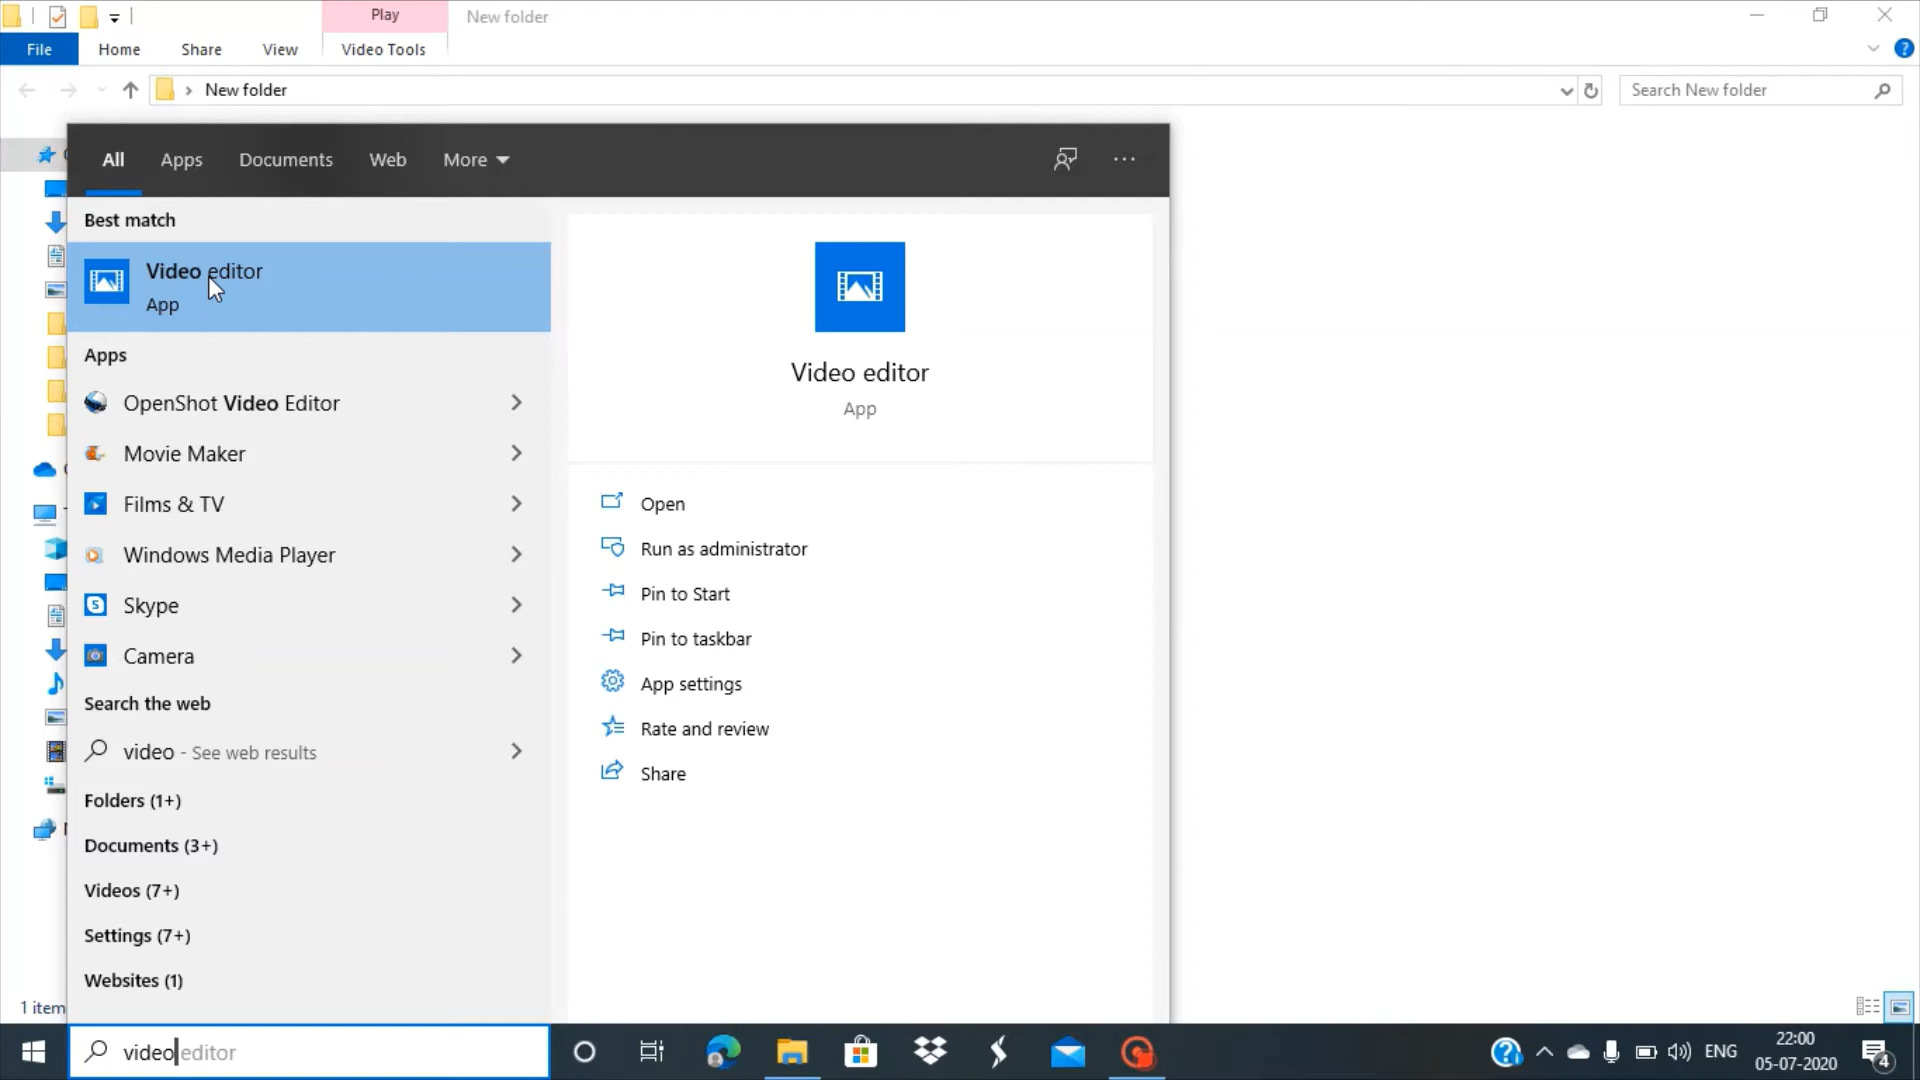 Play
New folder
File
Home
Share
View
Video Tools
New folder
Search New folder
All
Apps
Documents
Web
More
Best match
Video editor
App
Apps
OpenShot Video Editor
Movie Maker
Films & TV
Windows Media Player
Skype
Camera
Search the web
video - See web results
Folders (1+)
Documents (3+)
Videos (7+)
Settings (7+)
Websites (1)
Video editor
App
Open
Run as administrator
Pin to Start
Pin to taskbar
App settings
Rate and review
Share
1 item
video editor
ENG
22:00
05-07-2020
4